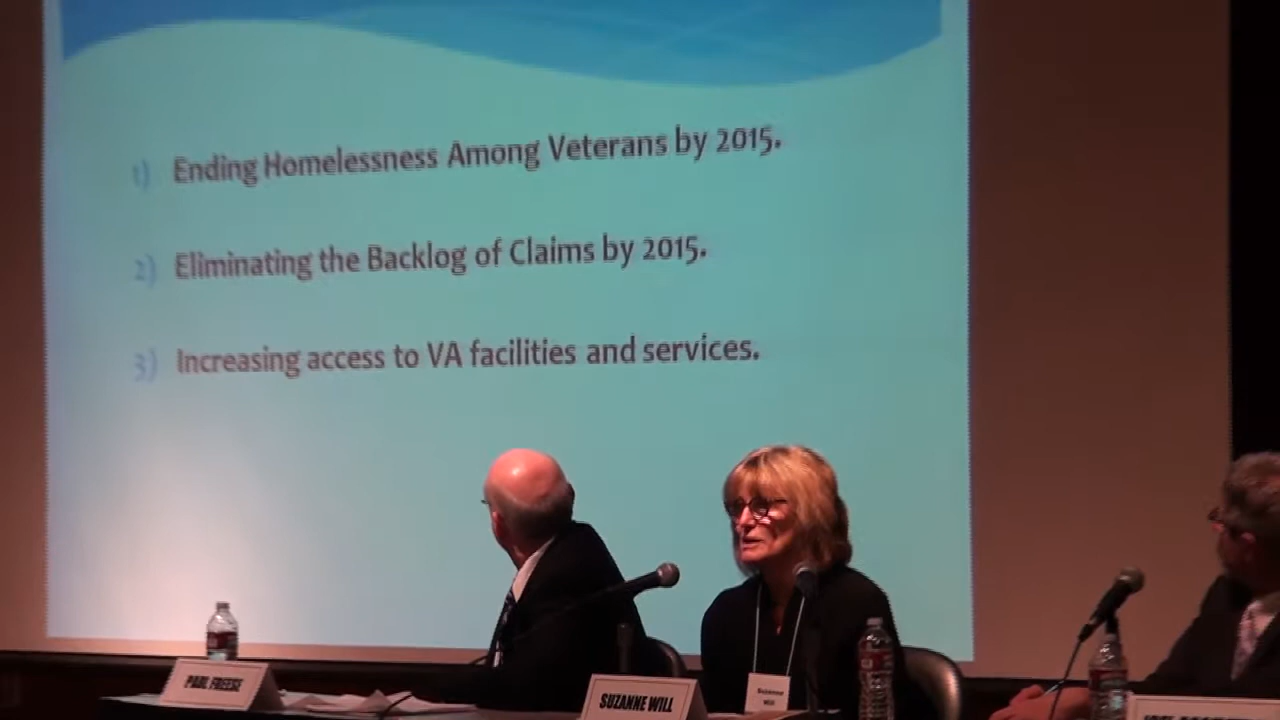 1) Ending Homelessness Among Veterans by 2015.
2) Eliminating the Backlog of Claims by 2015.
3) Increasing access to VA facilities and services.
PAUL FREESE
SUZANNE WILL
Suzanne
Will